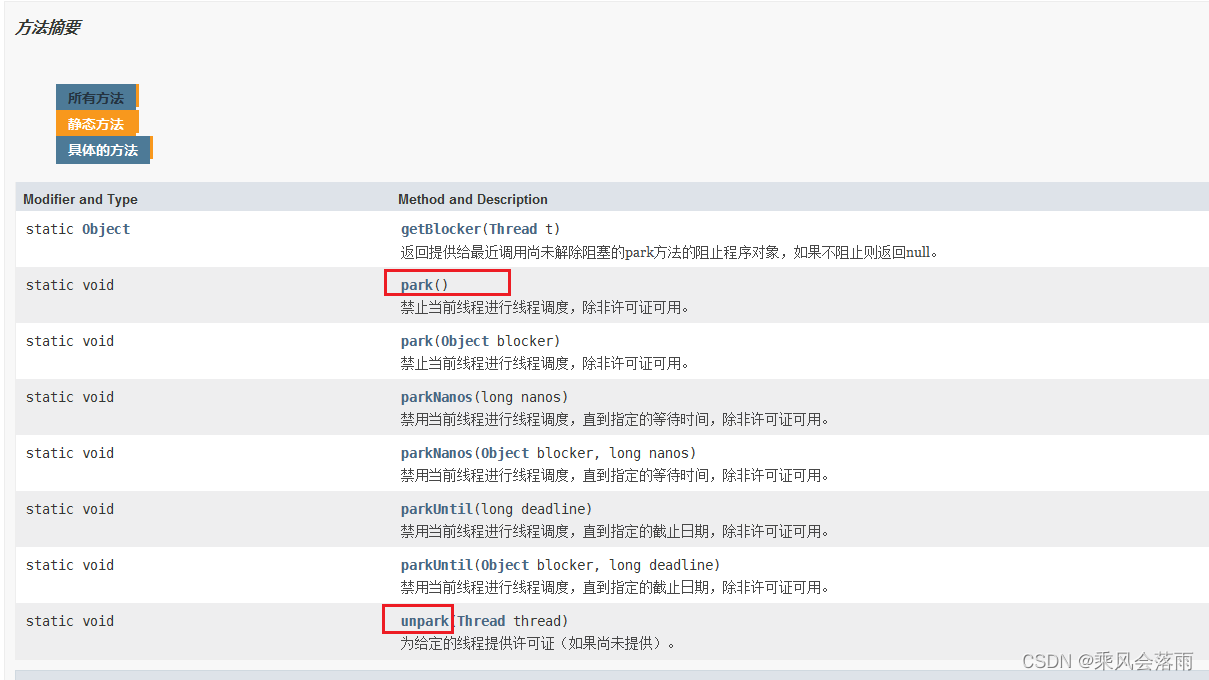 方法摘要
所有方法
静态方法
具体的方法
Modifier and Type Method and Description
static Object getBlocker(Thread t)
返回提供给最近调用尚未解除阻塞的park方法的阻止程序对象，如果不阻止则返回null。
static void park()
禁止当前线程进行线程调度，除非许可证可用。
static void park(Object blocker)
禁止当前线程进行线程调度，除非许可证可用。
static void parkNanos(long nanos)
禁用当前线程进行线程调度，直到指定的等待时间，除非许可证可用。
static void parkNanos(Object blocker, long nanos)
禁用当前线程进行线程调度，直到指定的等待时间，除非许可证可用。
static void parkUntil(long deadline)
禁用当前线程进行线程调度，直到指定的截止日期，除非许可证可用。
static void parkUntil(Object blocker, long deadline)
禁用当前线程进行线程调度，直到指定的截止日期，除非许可证可用。
static void unpark(Thread thread)
为给定的线程提供许可证（如果尚未提供）。
CSDN @乘风会落雨